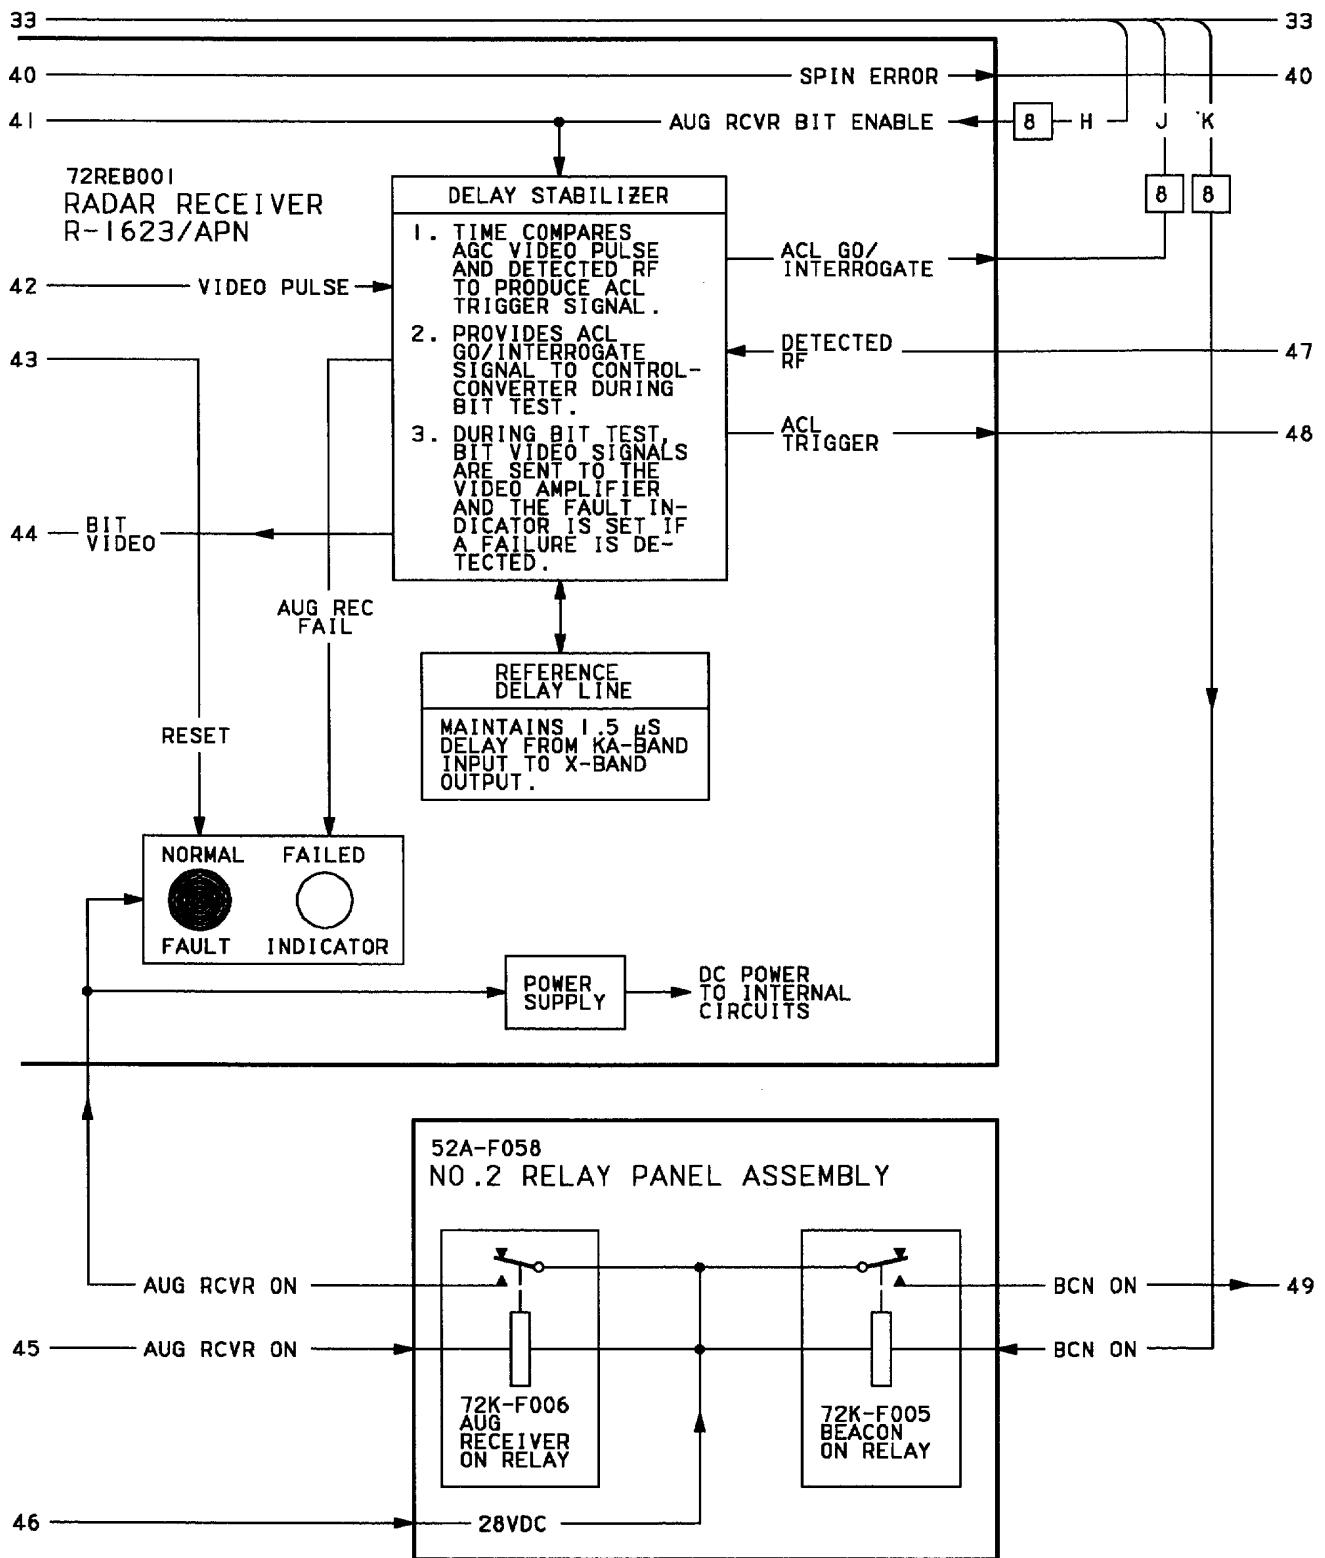 33
33
40
SPIN ERROR
40
41
AUG RCVR BIT ENABLE
8
H
J
K
72REB001
RADAR RECEIVER
R-1623/APN
8
8
DELAY STABILIZER
1. TIME COMPARES
AGC VIDEO PULSE
AND DETECTED RF
TO PRODUCE ACL
TRIGGER SIGNAL.
2. PROVIDES ACL
GO/INTERROGATE
SIGNAL TO CONTROL-
CONVERTER DURING
BIT TEST.
3. DURING BIT TEST,
BIT VIDEO SIGNALS
ARE SENT TO THE
VIDEO AMPLIFIER
AND THE FAULT IN-
DICATOR IS SET IF
A FAILURE IS DE-
TECTED.
ACL GO/
INTERROGATE
42
VIDEO PULSE
43
DETECTED
RF
47
ACL
TRIGGER
48
44
BIT
VIDEO
AUG REC
FAIL
REFERENCE
DELAY LINE
MAINTAINS 1.5 µS
DELAY FROM KA-BAND
INPUT TO X-BAND
OUTPUT.
RESET
NORMAL
FAILED
FAULT
INDICATOR
POWER
SUPPLY
DC POWER
TO INTERNAL
CIRCUITS
52A-F058
NO.2 RELAY PANEL ASSEMBLY
AUG RCVR ON
BCN ON
49
45
AUG RCVR ON
BCN ON
72K-F006
AUG
RECEIVER
ON RELAY
72K-F005
BEACON
ON RELAY
46
28VDC